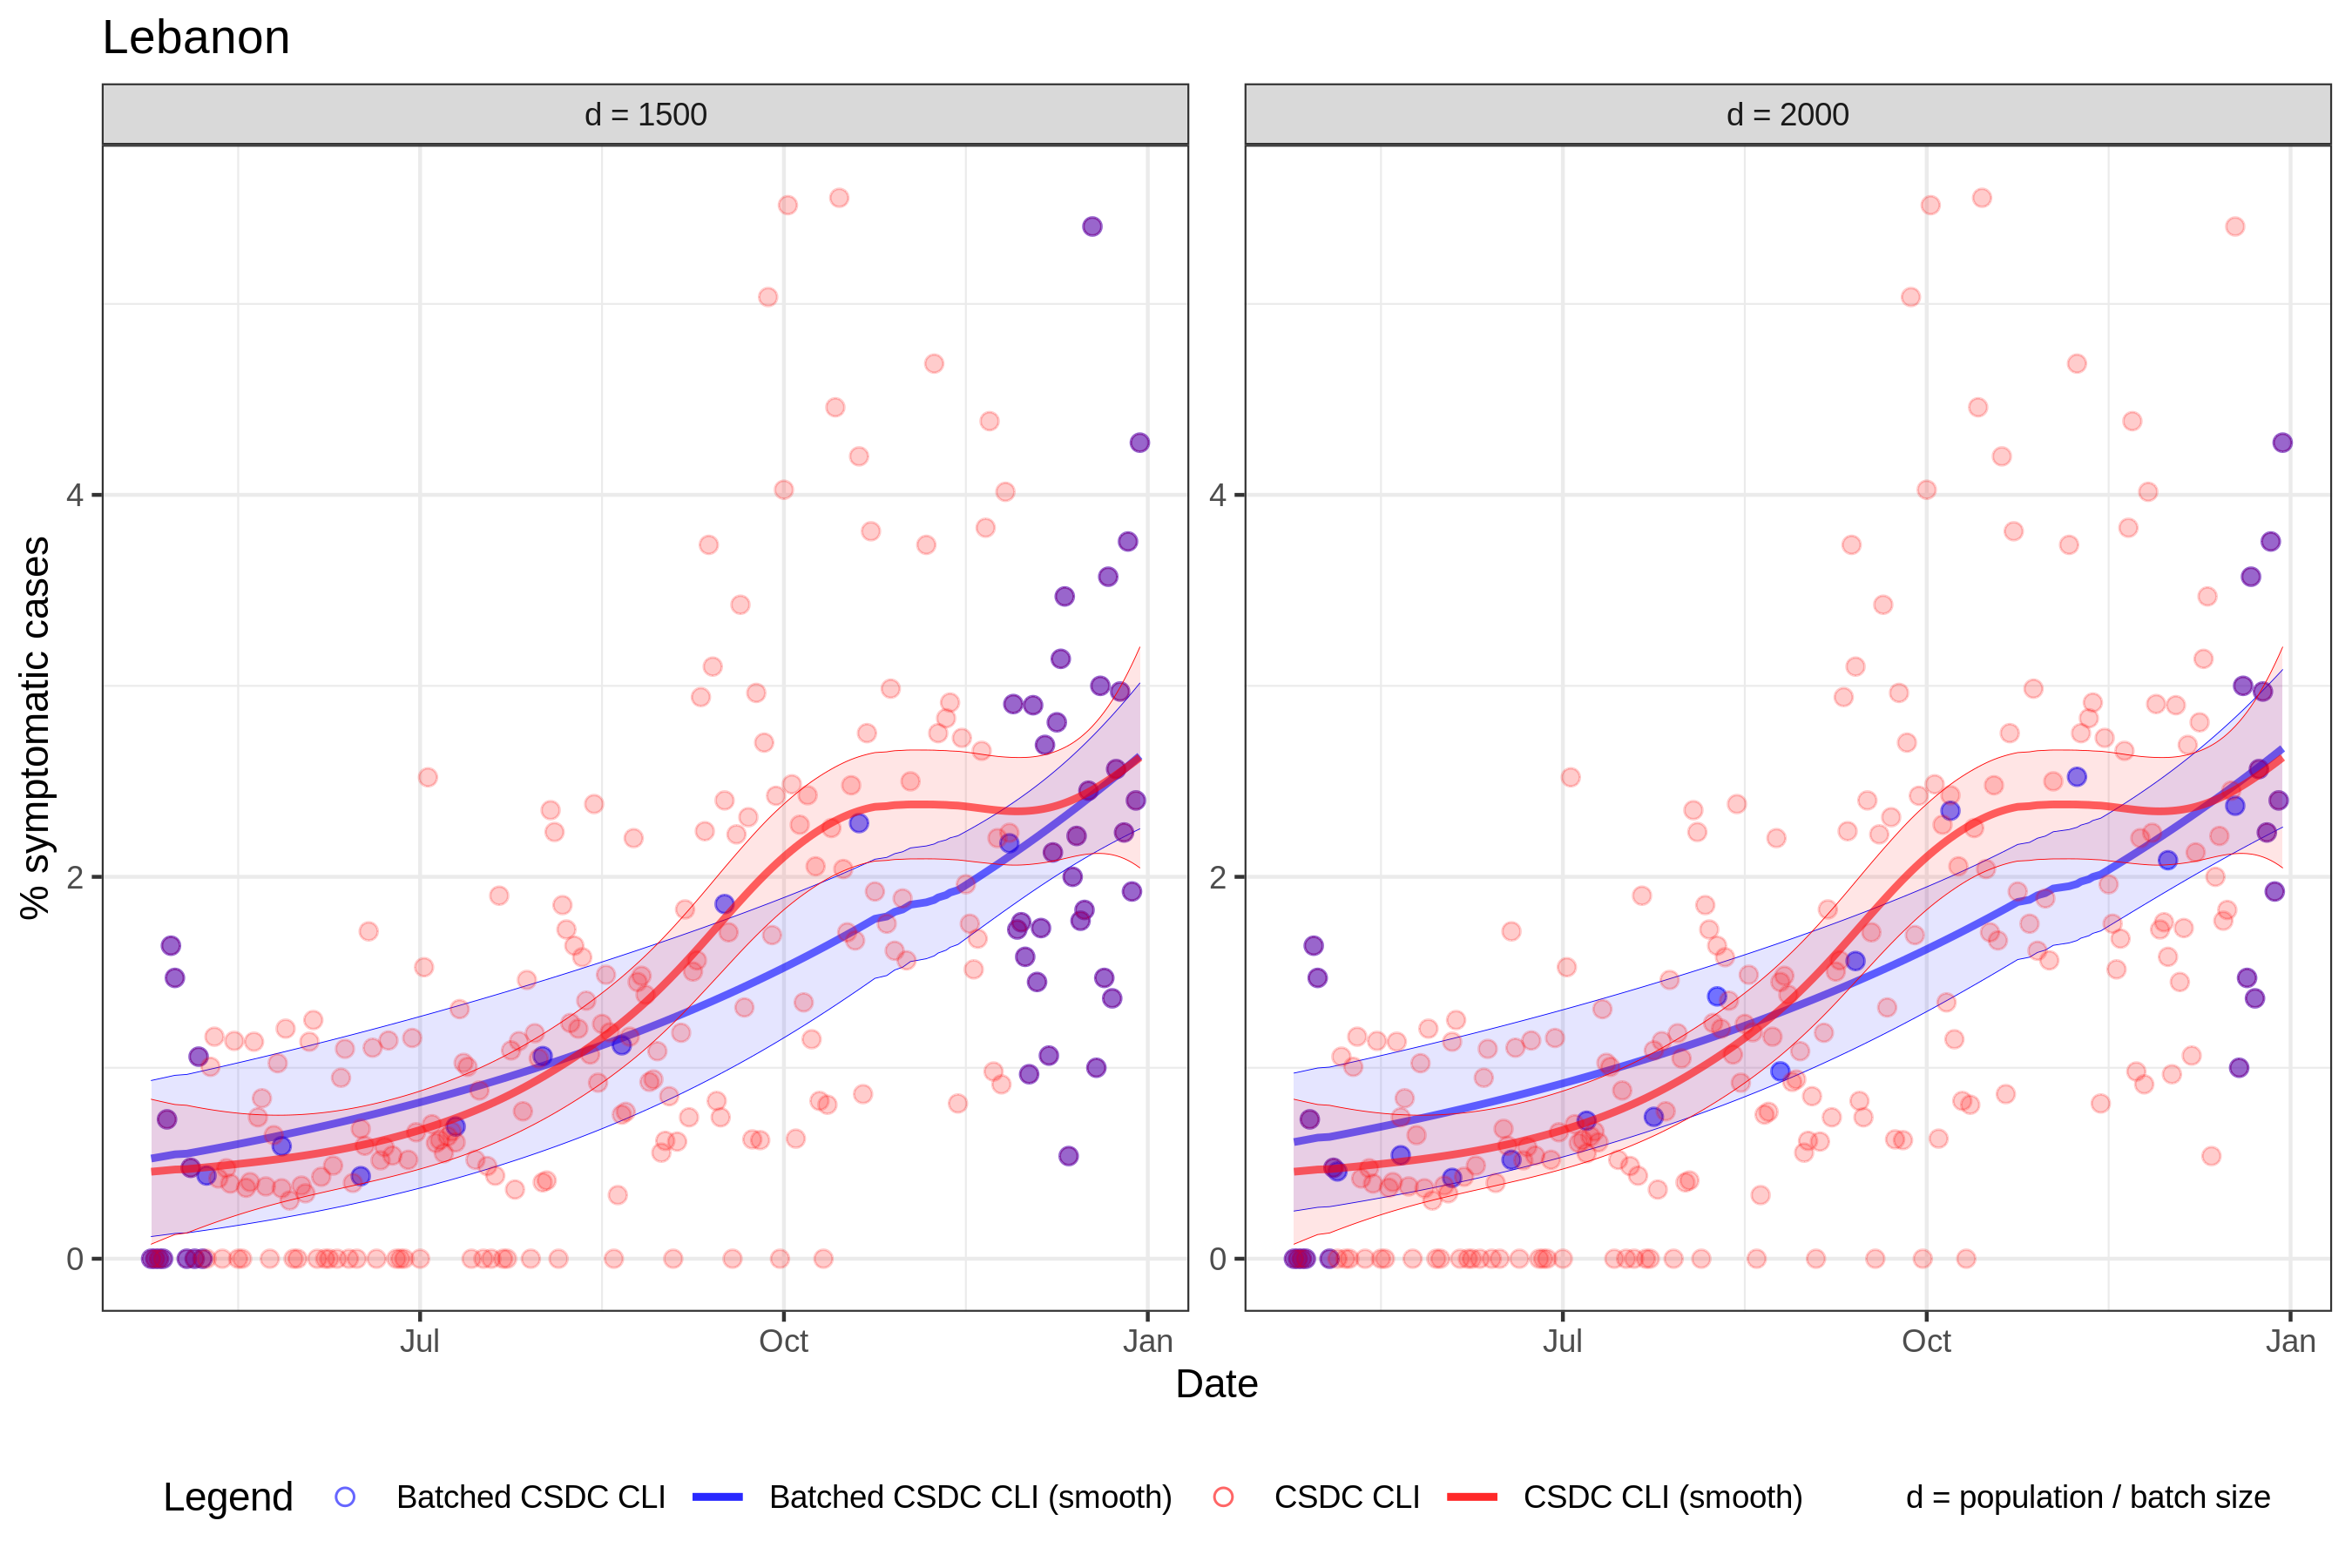 Lebanon
d = 1500
d = 2000
% symptomatic cases
4
2
0
4
2
0
Jul
Oct
Jan
Jul
Oct
Jan
Date
Legend
Batched CSDC CLI
Batched CSDC CLI (smooth)
CSDC CLI
CSDC CLI (smooth)
d = population / batch size